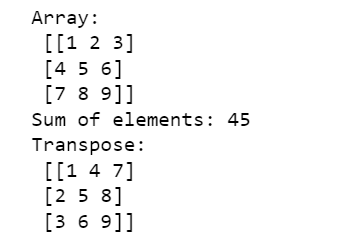 Array:
 [[1 2 3]
 [4 5 6]
 [7 8 9]]
Sum of elements: 45
Transpose:
 [[1 4 7]
 [2 5 8]
 [3 6 9]]